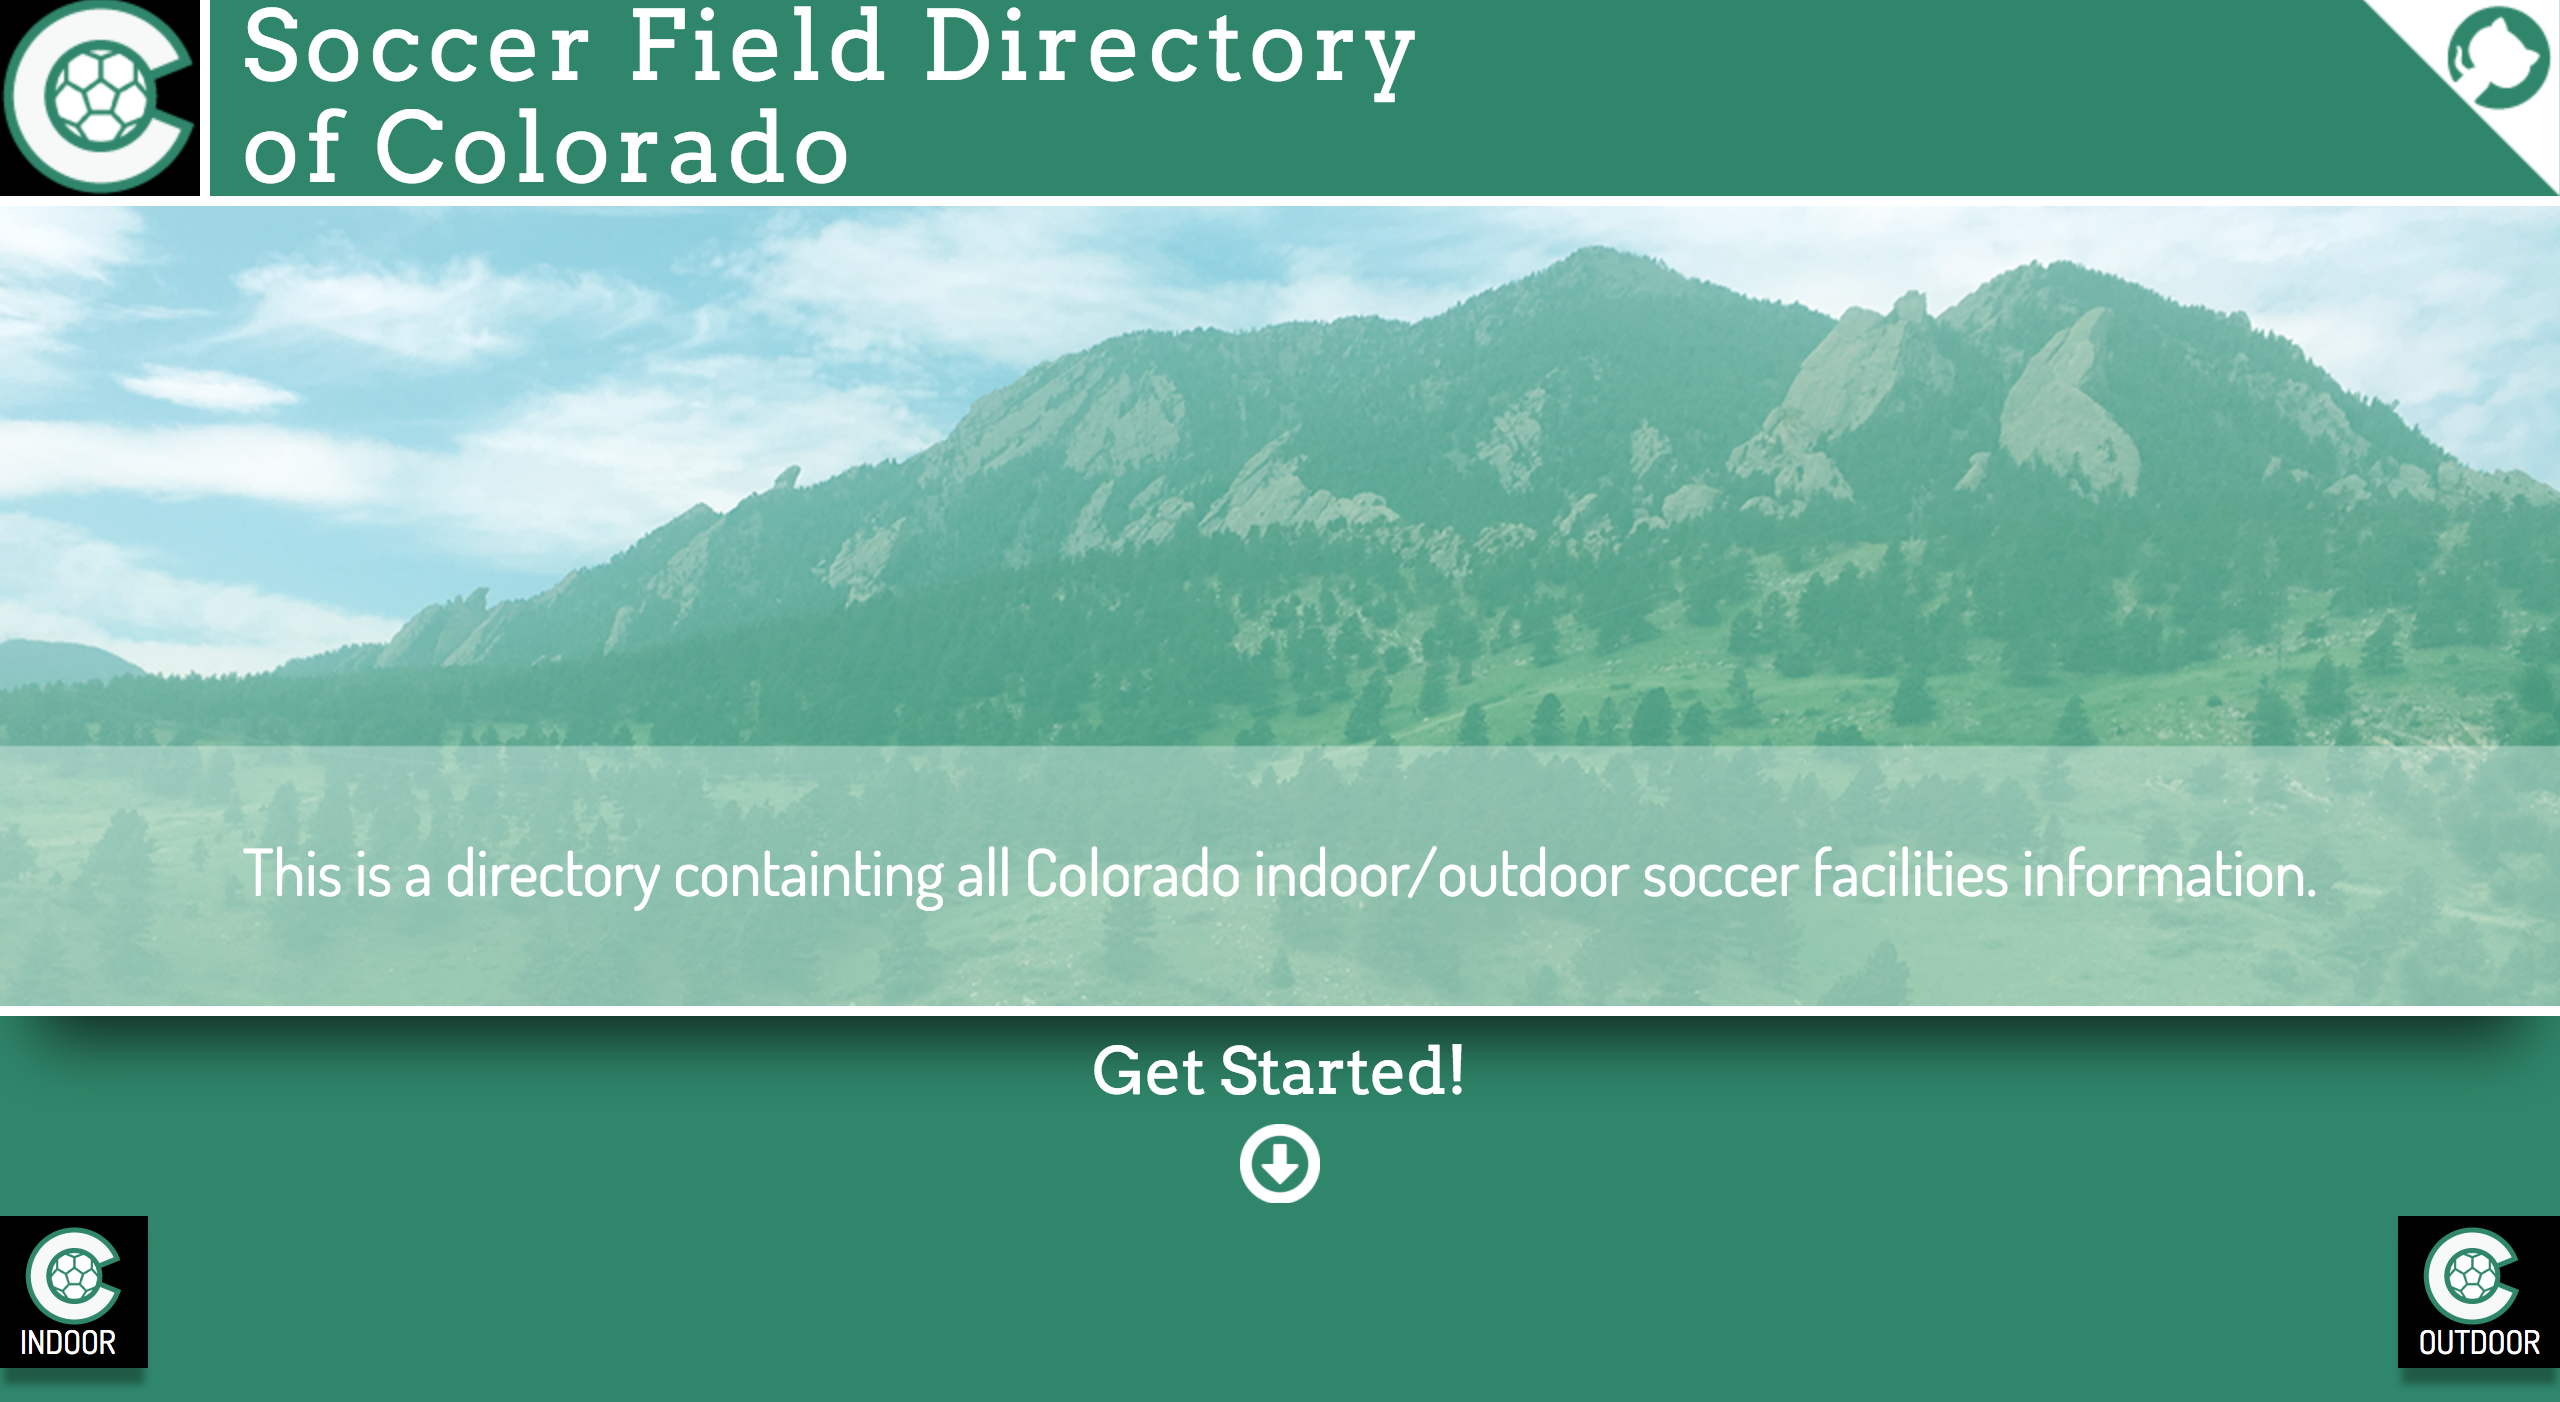 Soccer Field Directory
of Colorado
This is a directory containting all Colorado indoor/outdoor soccer facilities information.
Get Started!
INDOOR
OUTDOOR